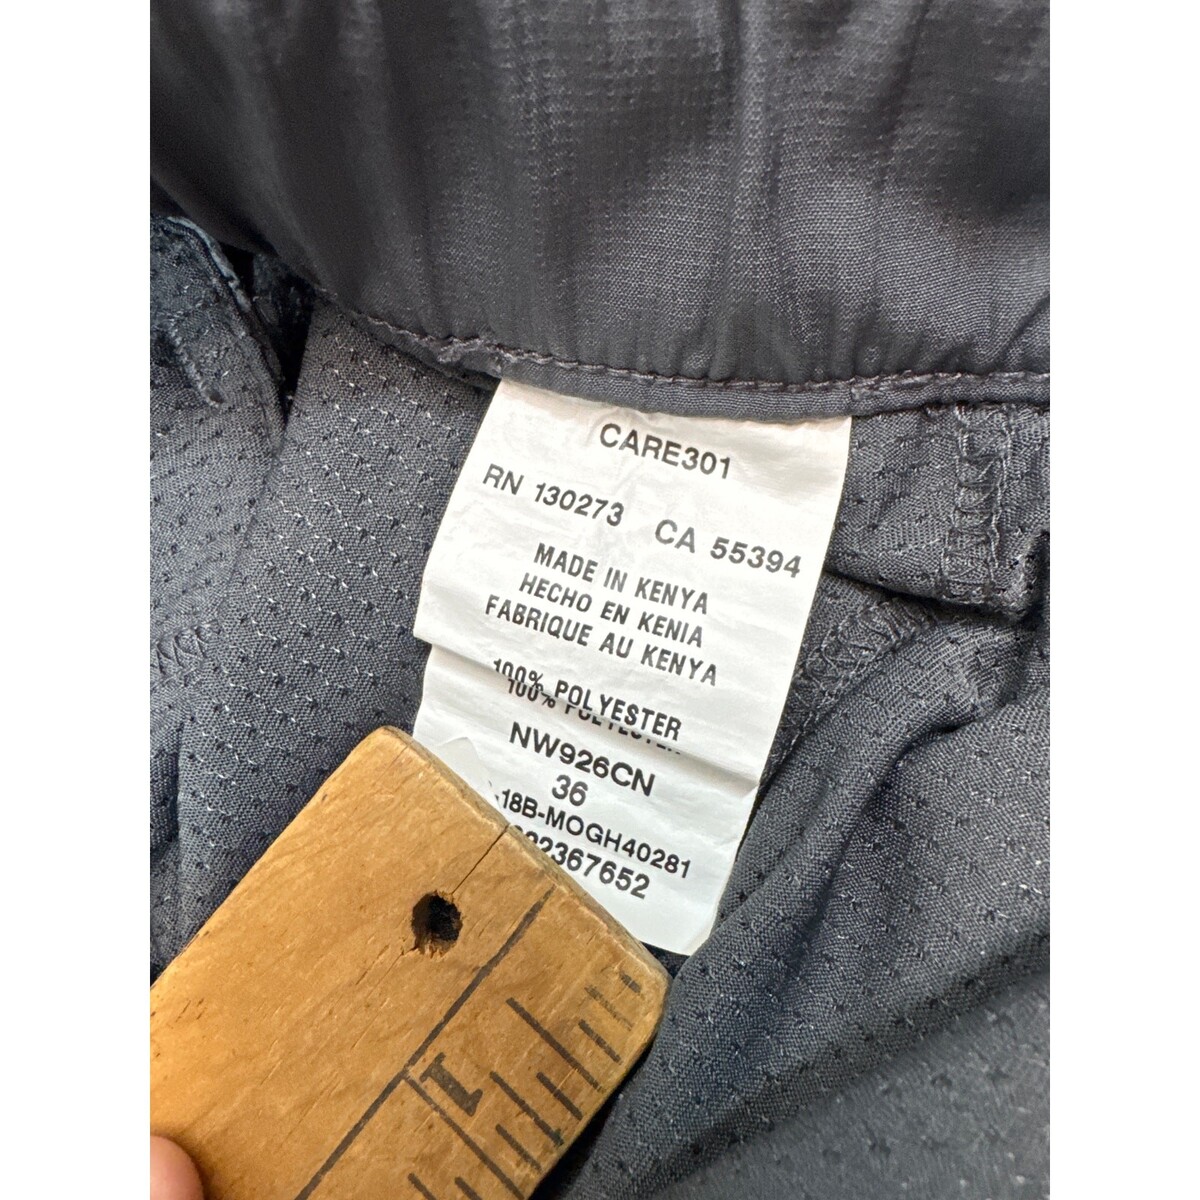 CARE301
RN 130273 CA 55394
MADE IN KENYA
HECHO EN KENIA
FABRIQUE AU KENYA
100% POLYESTER
100% POLYESTER
NW926CN
36
-18B-MOGH40281
2367652
1